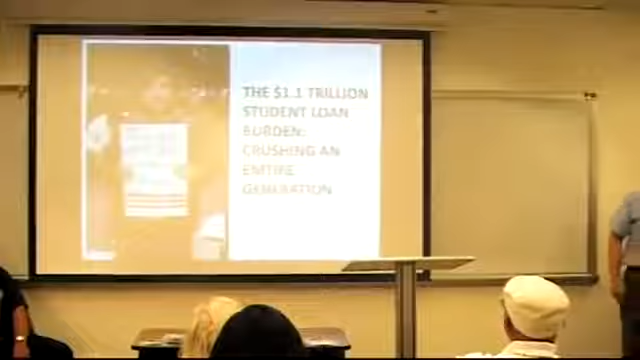 THE $1.1 TRILLION
STUDENT LOAN
BURDEN:
CRUSHING AN
ENTIRE
GENERATION